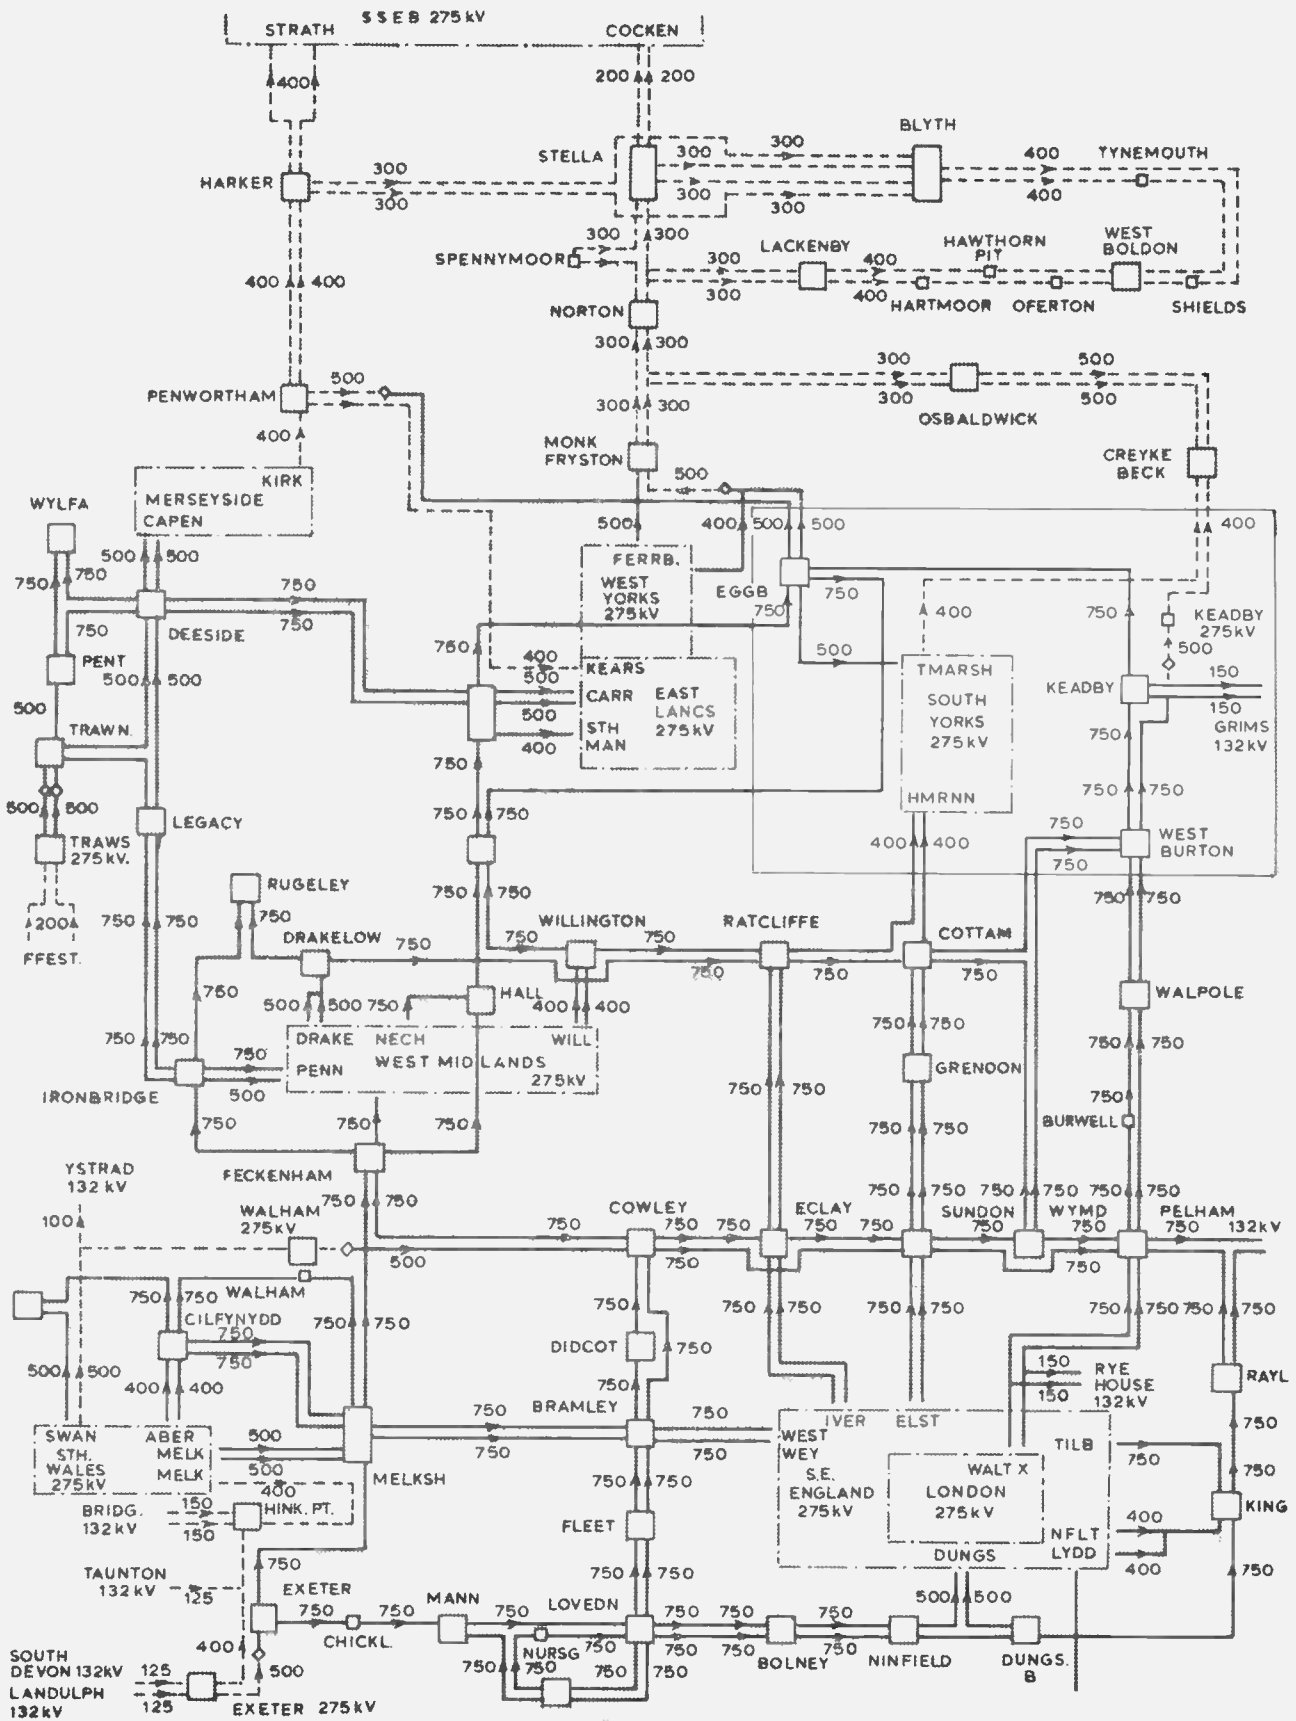 SSEB 275kV
STRATH
COCKEN
400
200
200
BLYTH
STELLA
300
300
400
TYNEMOUTH
HARKER
300
300
300
300
400
300
300
SPENNYMOOR
300
LACKENBY
HAWTHORN
PIT
WEST
BOLDON
400
400
300
300
400
400
NORTON
HARTMOOR
OFERTON
SHIELDS
300
300
500
300
500
PENWORTHAM
300
500
300
300
OSBALDWICK
400
MONK
FRYSTON
CREYKE
BECK
KIRK
MERSEYSIDE
CAPEN
WYLFA
500
500
400
500
500
400
500
500
FERRB.
WEST
YORKS
275kV
EGGB
750
750
750
750
750
750
750
400
KEADBY
275kV
500
DEESIDE
750
PENT
500
500
750
400
KEARS
500
CARR
500
EAST
LANCS
275kV
STH
MAN
400
500
TMARSH
SOUTH
YORKS
275kV
HMRNN
KEADBY
150
150
GRIMS
132kV
500
TRAWN.
750
750
500
500
LEGACY
750
750
750
750
TRAWS
275kV.
400
400
750
750
WEST
BURTON
200
FFEST.
RUGELEY
750
750
750
750
750
750
750
750
DRAKELOW
750
WILLINGTON
750
RATCLIFFE
COTTAM
750
750
750
750
750
HALL
500
500
750
400
400
WALPOLE
DRAKE
NECH
WILL
WEST MIDLANDS
275kV
PENN
750
750
750
500
IRONBRIDGE
750
750
GRENDON
750
750
750
750
750
750
750
750
750
750
750
BURWELL
FECKENHAM
YSTRAD
132 kV
100
WALHAM
275kV
750
750
COWLEY
750
750
750
ECLAY
750
750
750
750
750
SUNDON
750
750
WYMD
750
750
750
PELHAM
750
132kV
500
750
750
750
WALHAM
750
750
CILFYNYDD
750
750
750
750
750
750
750
750
750
750
750
750
750
750
DIDCOT
750
500
500
400
400
BRAMLEY
750
750
750
750
150
150
RYE
HOUSE
132kV
RAYL
SWAN
STH.
WALES
275kV
ABER
MELK
MELK
500
500
400
MELKSH
IVER
ELST
WEST
WEY
S.E.
ENGLAND
275kV
WALT X
LONDON
275kV
TILB
750
750
750
750
750
KING
BRIDG.
132kV
150
150
HINK. PT.
FLEET
NFLT
LYDD
400
400
DUNGS
TAUNTON
132kV
125
750
EXETER
750
750
CHICKL.
MANN
750
LOVEDN
750
750
750
750
750
750
750
750
BOLNEY
750
750
NINFIELD
500
500
DUNGS.
B
750
400
500
NURSG
750
750
750
750
SOUTH
DEVON 132kV
125
LANDULPH
132kV
125
EXETER 275kV